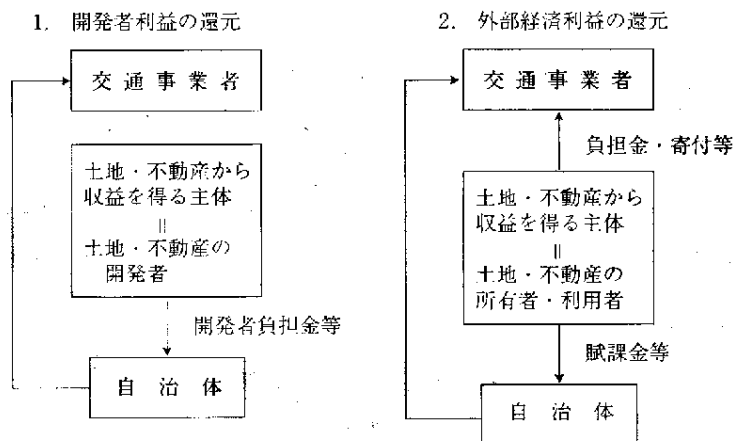 1. 開発者利益の還元
交通事業者
土地・不動産から
収益を得る主体
||
土地・不動産の
開発者
開発者負担金等
自治体
2. 外部経済利益の還元
交通事業者
負担金・寄付等
土地・不動産から
収益を得る主体
||
土地・不動産の
所有者・利用者
賦課金等
自治体